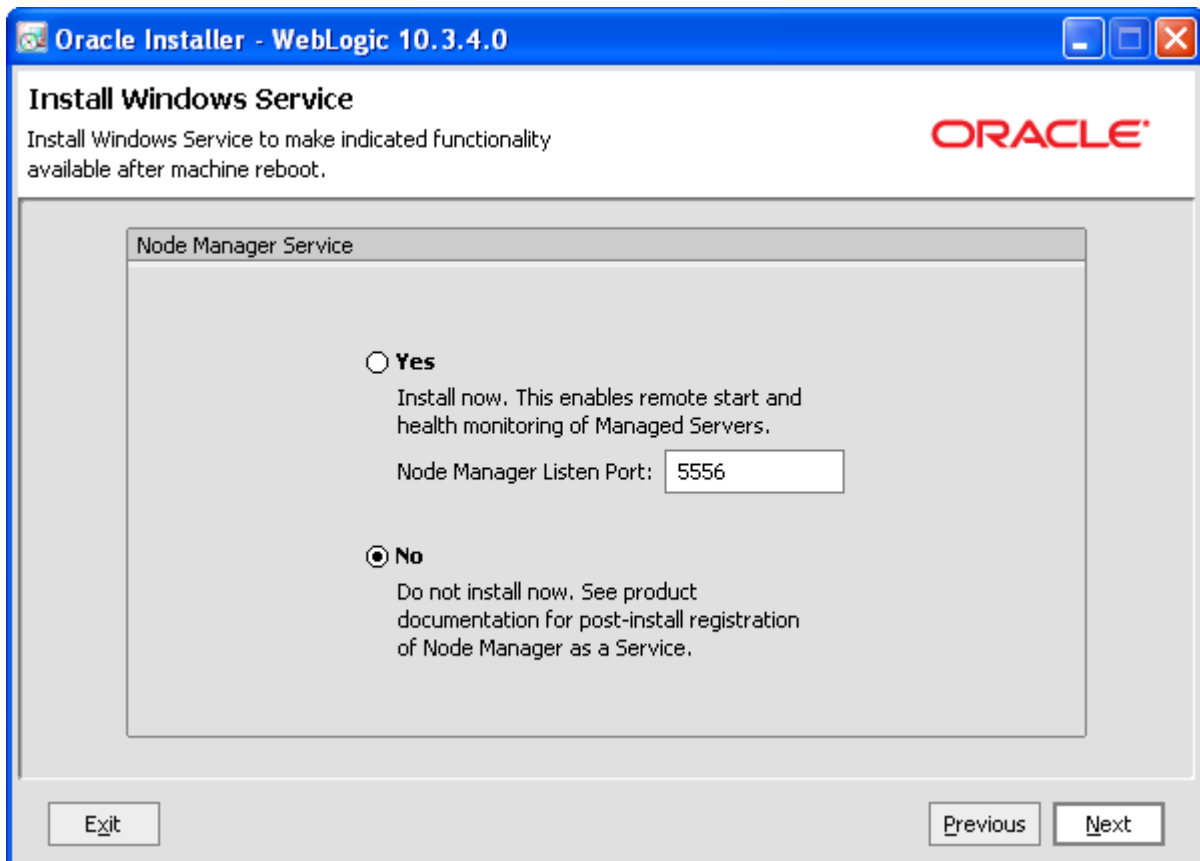 Oracle Installer - WebLogic 10.3.4.0
Install Windows Service
Install Windows Service to make indicated functionality
available after machine reboot.
ORACLE
Node Manager Service
Yes
Install now. This enables remote start and
health monitoring of Managed Servers.
Node Manager Listen Port: 5556
No
Do not install now. See product
documentation for post-install registration
of Node Manager as a Service.
Exit
Previous
Next